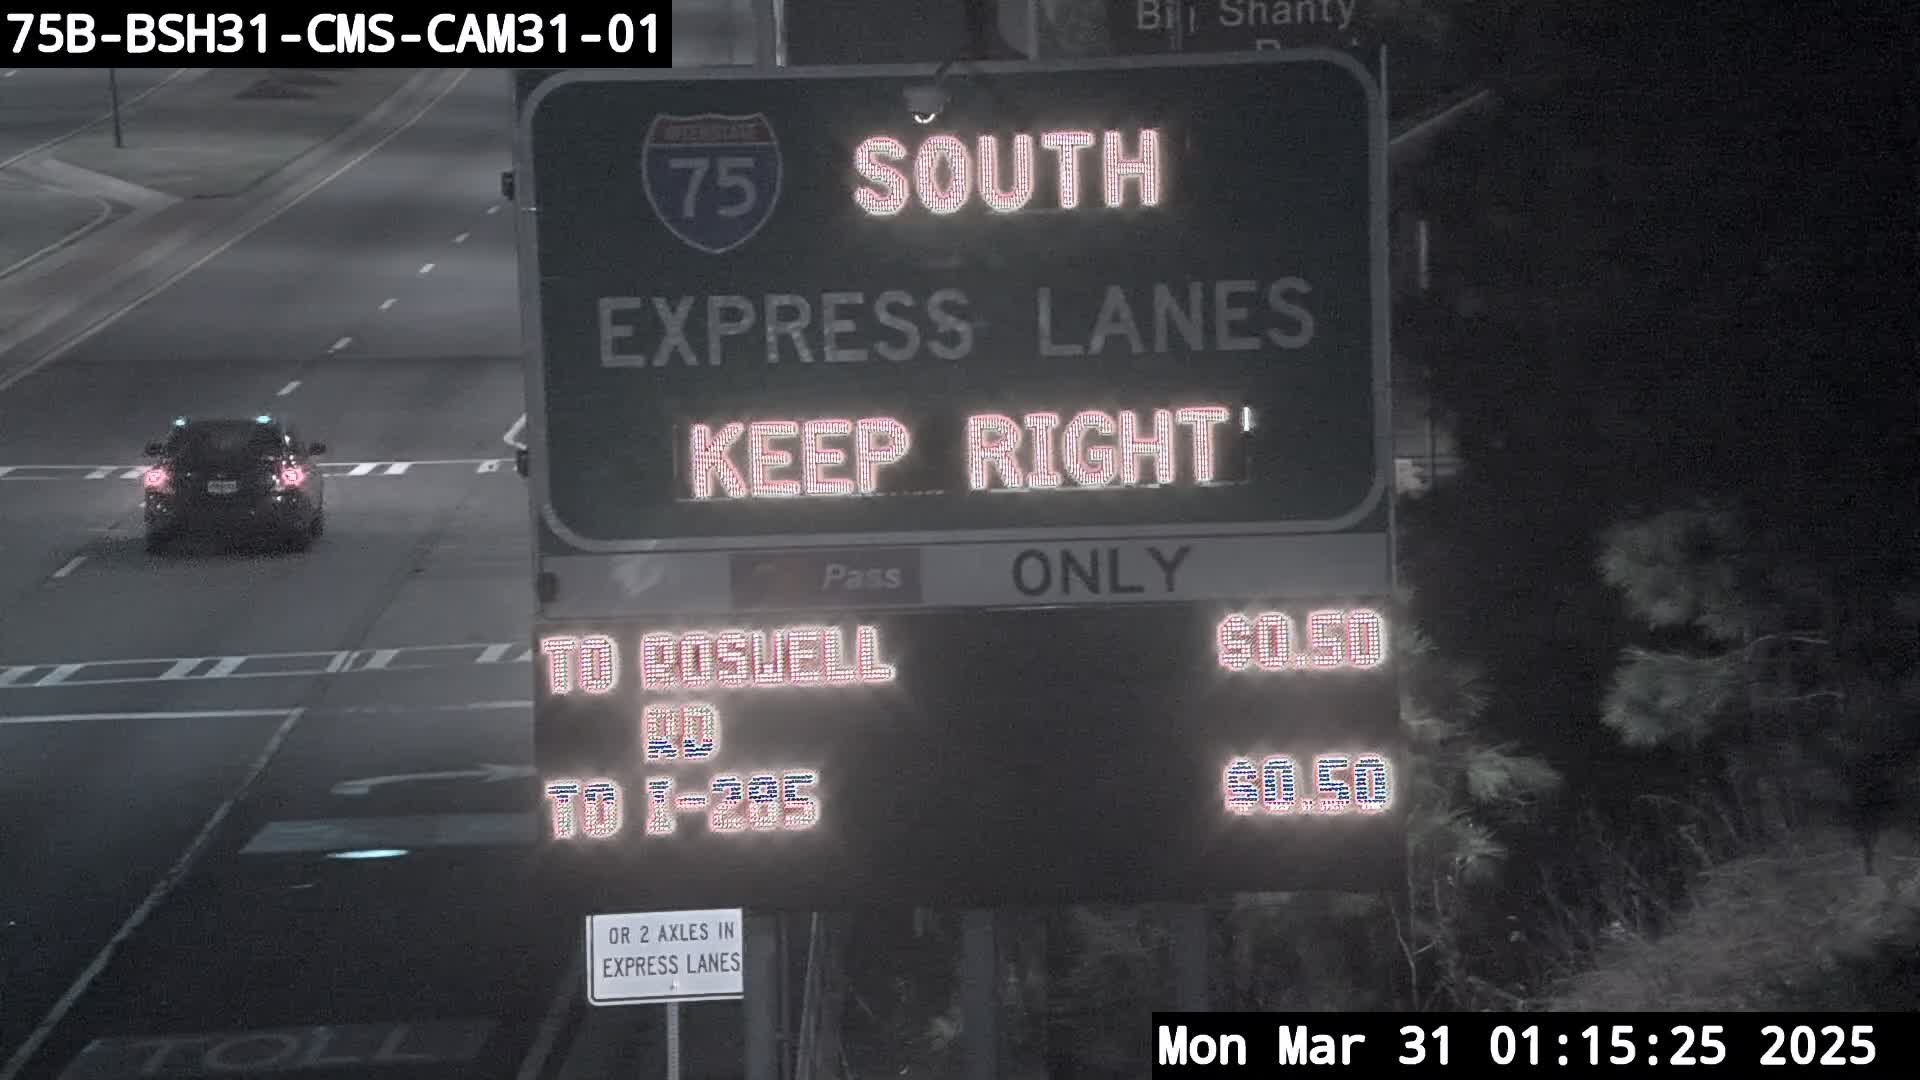 75B-BSH31-CMS-CAM31-01
Shanty
INTERSTATE
75
SOUTH
EXPRESS LANES
KEEP RIGHT
Pass ONLY
TO ROSWELL $0.50
RD
TO I-285 $0.50
OR 2 AXLES IN
EXPRESS LANES
TOLL
Mon Mar 31 01:15:25 2025